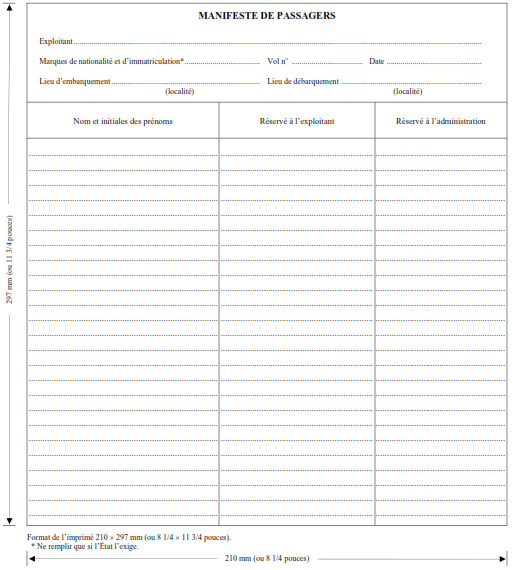 MANIFESTE DE PASSAGERS
Exploitant
Marques de nationalité et d'immatriculation* Vol n° Date
Lieu d'embarquement Lieu de débarquement
(localité) (localité)
Nom et initiales des prénoms Réservé à l'exploitant Réservé à l'administration
297 mm (ou 11 3/4 pouces)
Format de l'imprimé 210 × 297 mm (ou 8 1/4 × 11 3/4 pouces).
* Ne remplir que si l'État l'exige.
210 mm (ou 8 1/4 pouces)